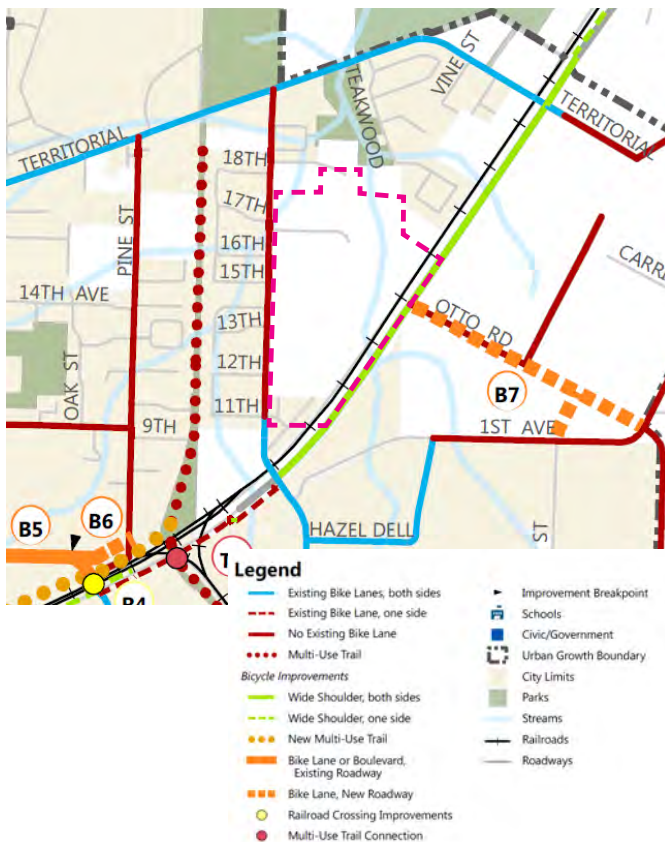 TERRITORIAL
TEAKWOOD
VINE ST
TERRITORIAL
18TH
17TH
16TH
15TH
PINE ST
14TH AVE
13TH
12TH
11TH
OAK ST
9TH
OTTO RD
B7
1ST AVE
ST
HAZEL DELL
B5
B6
B4
Legend
Existing Bike Lanes, both sides
Existing Bike Lane, one side
No Existing Bike Lane
Multi-Use Trail
Bicycle Improvements
Wide Shoulder, both sides
Wide Shoulder, one side
New Multi-Use Trail
Bike Lane or Boulevard,
Existing Roadway
Bike Lane, New Roadway
Railroad Crossing Improvements
Multi-Use Trail Connection
Improvement Breakpoint
Schools
Civic/Government
Urban Growth Boundary
City Limits
Parks
Streams
Railroads
Roadways